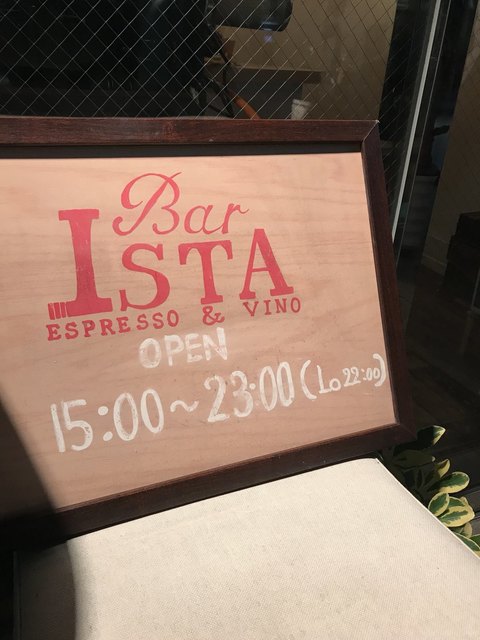 Bar
ISTA
ESPRESSO & VINO
OPEN
15:00~23:00 (Lo 22:00)